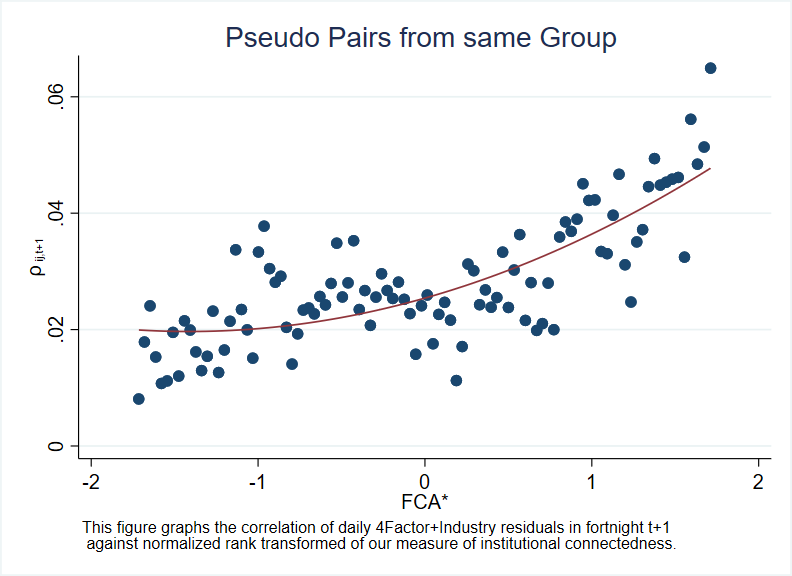 Pseudo Pairs from same Group
.06
.04
.02
0
ρ ij,t+1
-2 -1 0 1 2
FCA*
This figure graphs the correlation of daily 4Factor+Industry residuals in fortnight t+1
against normalized rank transformed of our measure of institutional connectedness.